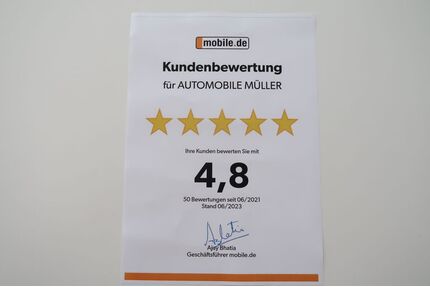 mobile.de
Kundenbewertung
für AUTOMOBILE MÜLLER
Ihre Kunden bewerten Sie mit
4,8
50 Bewertungen seit 06/2021
Stand 06/2023
Ajay Bhatia
Geschäftsführer mobile.de